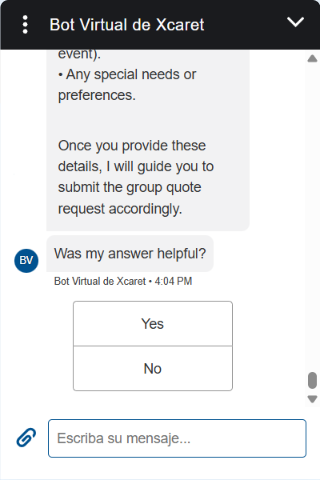 Bot Virtual de Xcaret
event).
• Any special needs or
preferences.
Once you provide these
details, I will guide you to
submit the group quote
request accordingly.
Was my answer helpful?
BV
Bot Virtual de Xcaret • 4:04 PM
Yes
No
Escriba su mensaje...